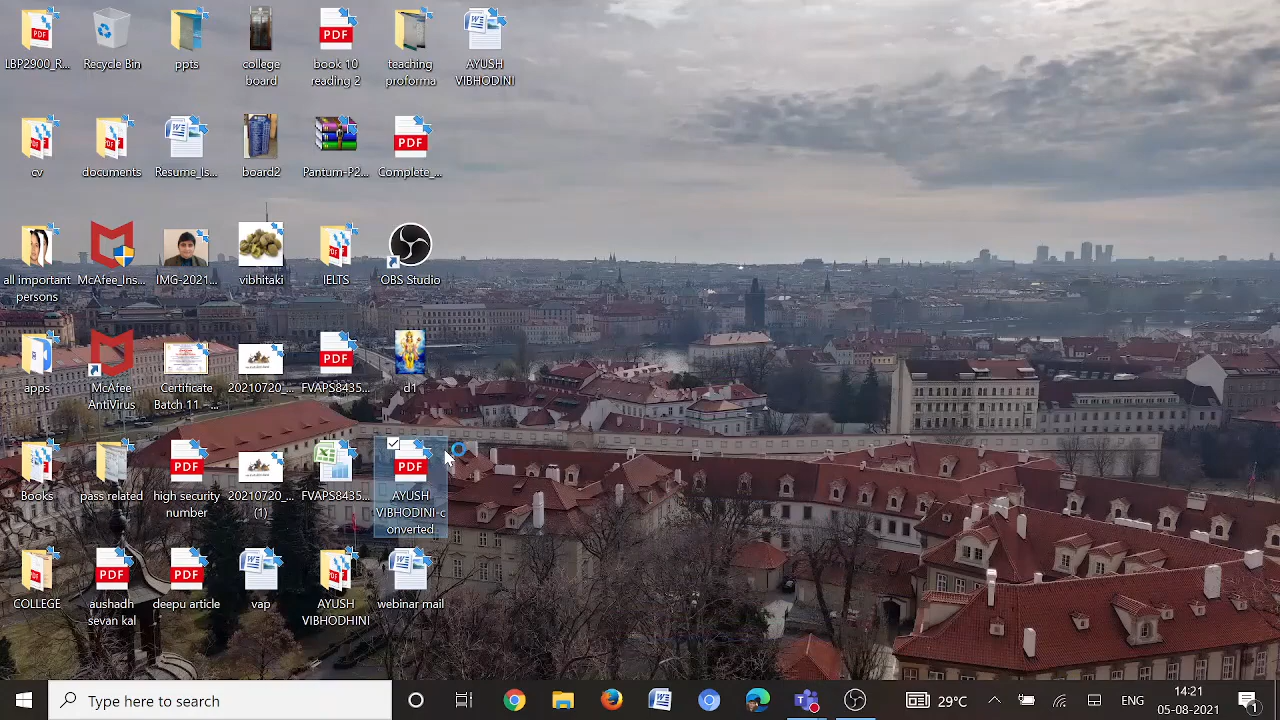 LBP2900_R...
Recycle Bin
ppts
college
board
book 10
reading 2
teaching
proforma
AYUSH
VIBHODINI
cv
documents
Resume_Is...
board2
Pantum-P2...
Complete_...
all important
persons
McAfee_Ins...
IMG-2021...
vibhitaki
IELTS
OBS Studio
apps
McAfee
AntiVirus
Certificate
Batch 11 -...
20210720_...
FVAPS8435...
d1
Books
pass related
high security
number
20210720_...
(1)
FVAPS8435...
AYUSH
VIBHODINI-c
onverted
COLLEGE
aushadh
sevan kal
deepu article
vap
AYUSH
VIBHODHINI
webinar mail
Type here to search
29°C
ENG
14:21
05-08-2021